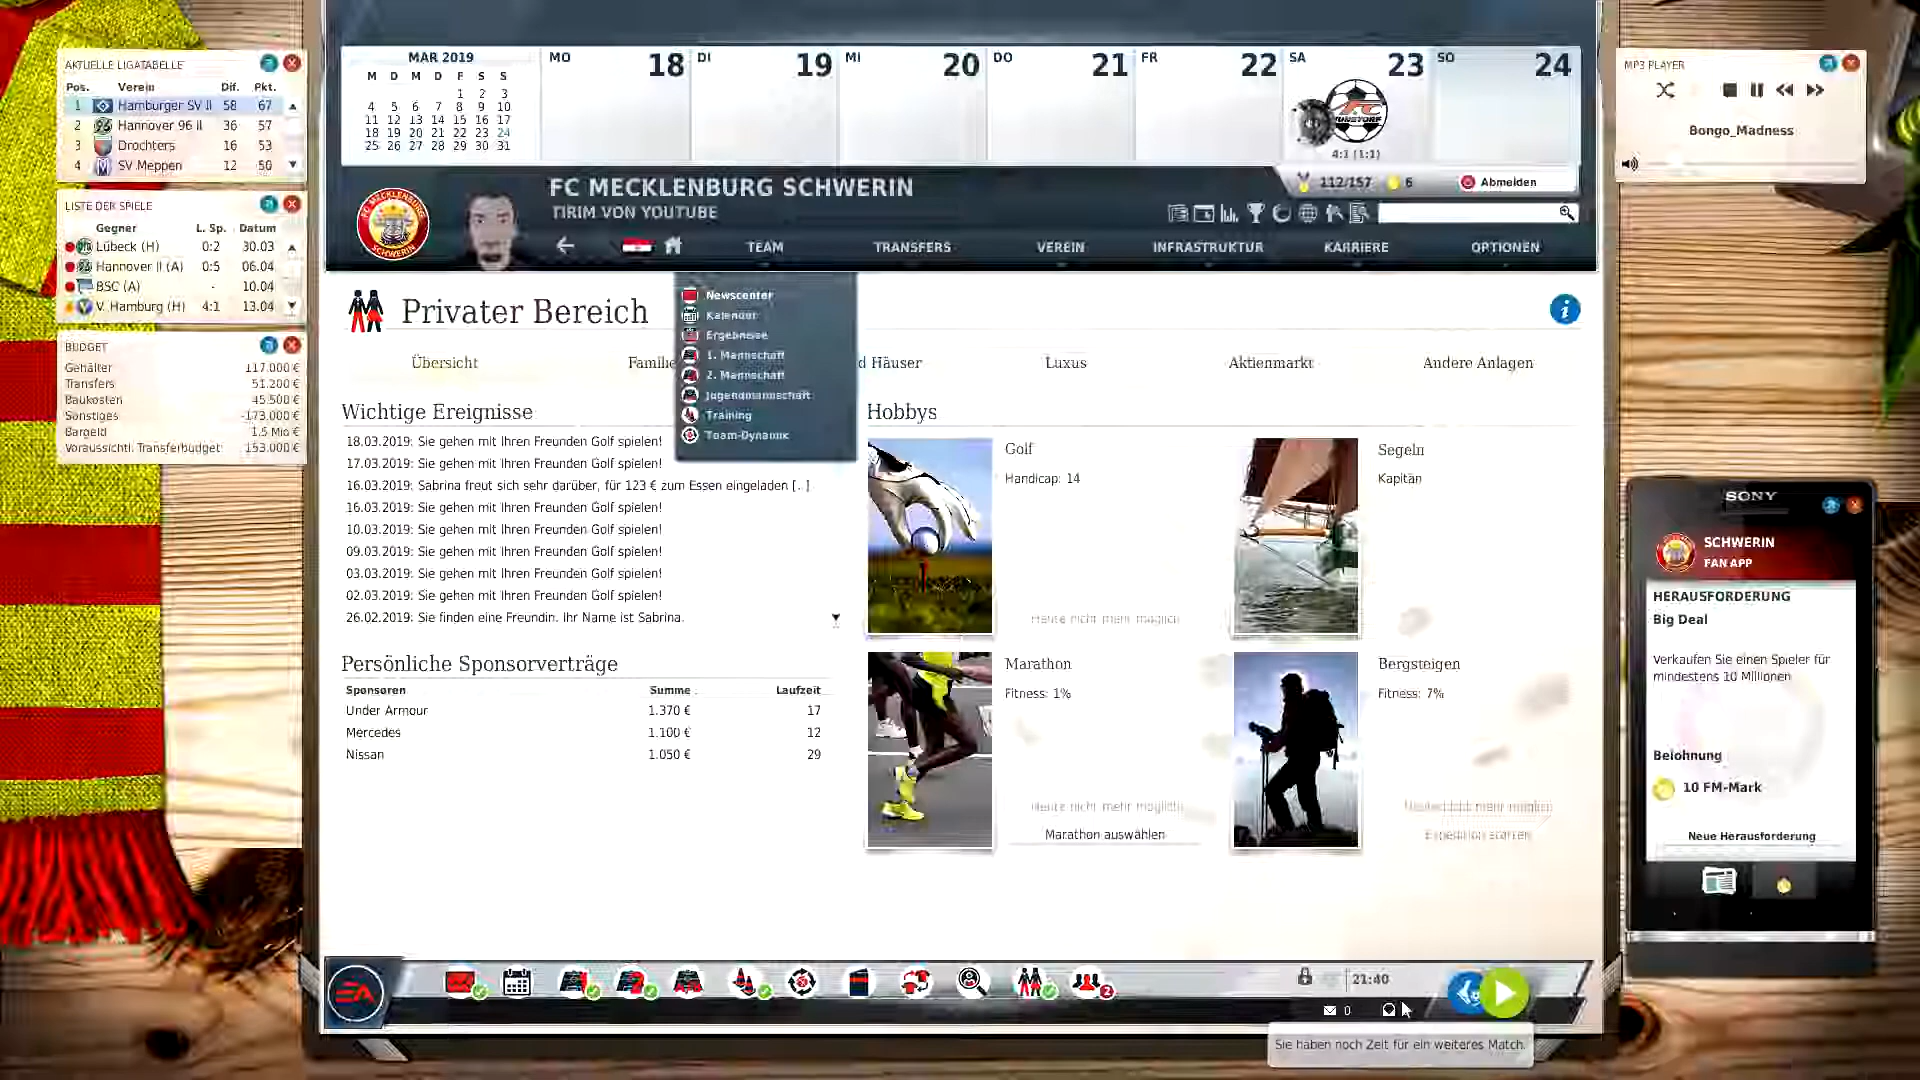 AKTUELLE LIGATABELLE
Pos. Verein Dif. Pkt.
1 Hamburger SV II 58 67
2 Hannover 96 II 36 57
3 Drochters 16 53
4 SV Meppen 12 50
LISTE DER SPIELE
Gegner L. Sp. Datum
Lübeck (H) 0:2 30.03
Hannover II (A) 0:5 06.04
BSC (A) - 10.04
V. Hamburg (H) 4:1 13.04
BUDGET
Gehälter 117.000 €
Transfers 51.200 €
Baukosten 45.500 €
Sonstiges -173.000 €
Bargeld 1,5 Mio €
Voraussichtl. Transferbudget 153.000 €
MAR 2019
M D M D F S S
1 2 3
4 5 6 7 8 9 10
11 12 13 14 15 16 17
18 19 20 21 22 23 24
25 26 27 28 29 30 31
MO 18 DI 19 MI 20 DO 21 FR 22 SA 23 SO 24
4:1 (1:1)
FC MECKLENBURG SCHWERIN
TIRIM VON YOUTUBE
112/157 6 Abmelden
TEAM TRANSFERS VEREIN INFRASTRUKTUR KARRIERE OPTIONEN
Newscenter
Kalender
Ergebnisse
1. Mannschaft
2. Mannschaft
Jugendmannschaft
Training
Team-Dynamik
Privater Bereich
Übersicht Familie d Häuser Luxus Aktienmarkt Andere Anlagen
Wichtige Ereignisse
18.03.2019: Sie gehen mit Ihren Freunden Golf spielen!
17.03.2019: Sie gehen mit Ihren Freunden Golf spielen!
16.03.2019: Sabrina freut sich sehr darüber, für 123 € zum Essen eingeladen [..]
16.03.2019: Sie gehen mit Ihren Freunden Golf spielen!
10.03.2019: Sie gehen mit Ihren Freunden Golf spielen!
09.03.2019: Sie gehen mit Ihren Freunden Golf spielen!
03.03.2019: Sie gehen mit Ihren Freunden Golf spielen!
02.03.2019: Sie gehen mit Ihren Freunden Golf spielen!
26.02.2019: Sie finden eine Freundin. Ihr Name ist Sabrina.
Persönliche Sponsorverträge
Sponsoren Summe Laufzeit
Under Armour 1.370 € 17
Mercedes 1.100 € 12
Nissan 1.050 € 29
Hobbys
Golf
Handicap: 14
Heute nicht mehr möglich
Segeln
Kapitän
Marathon
Fitness: 1%
Heute nicht mehr möglich
Marathon auswählen
Bergsteigen
Fitness: 7%
Heute nicht mehr möglich
Expedition starten
MP3 PLAYER
Bongo_Madness
SONY
SCHWERIN
FAN APP
HERAUSFORDERUNG
Big Deal
Verkaufen Sie einen Spieler für
mindestens 10 Millionen
Belohnung
10 FM-Mark
Neue Herausforderung
EA
2
21:40
0
Sie haben noch Zeit für ein weiteres Match.